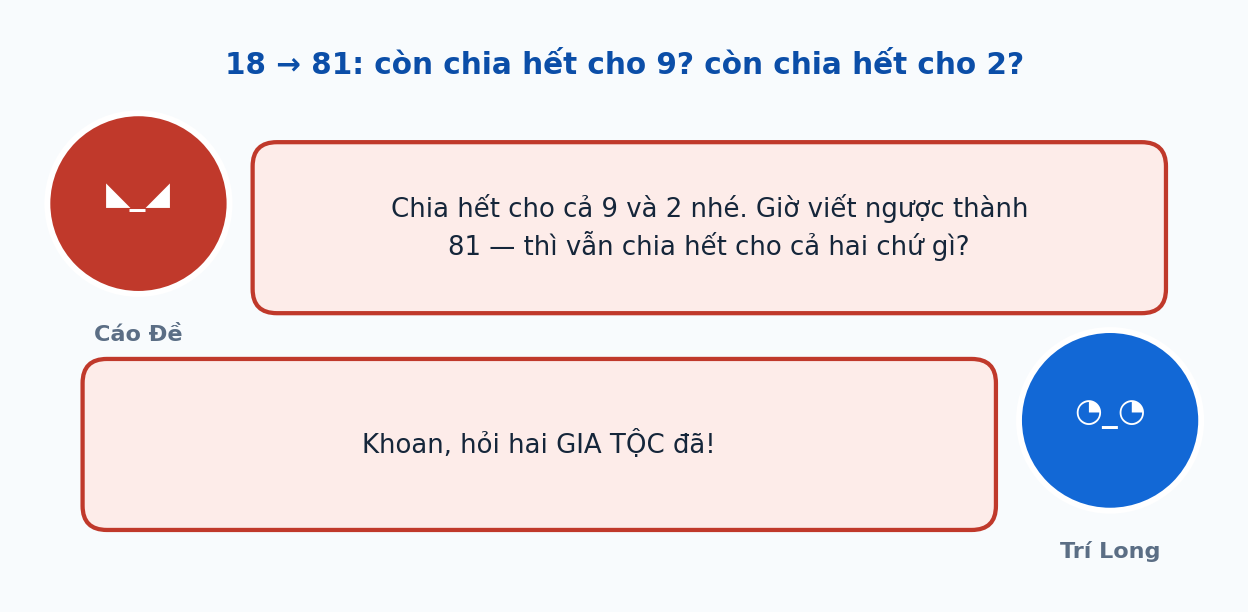 18 → 81: còn chia hết cho 9? còn chia hết cho 2?
Chia hết cho cả 9 và 2 nhé. Giờ viết ngược thành
81 — thì vẫn chia hết cho cả hai chứ gì?
Cáo Đề
Khoan, hỏi hai GIA TỘC đã!
◔_◔
Trí Long